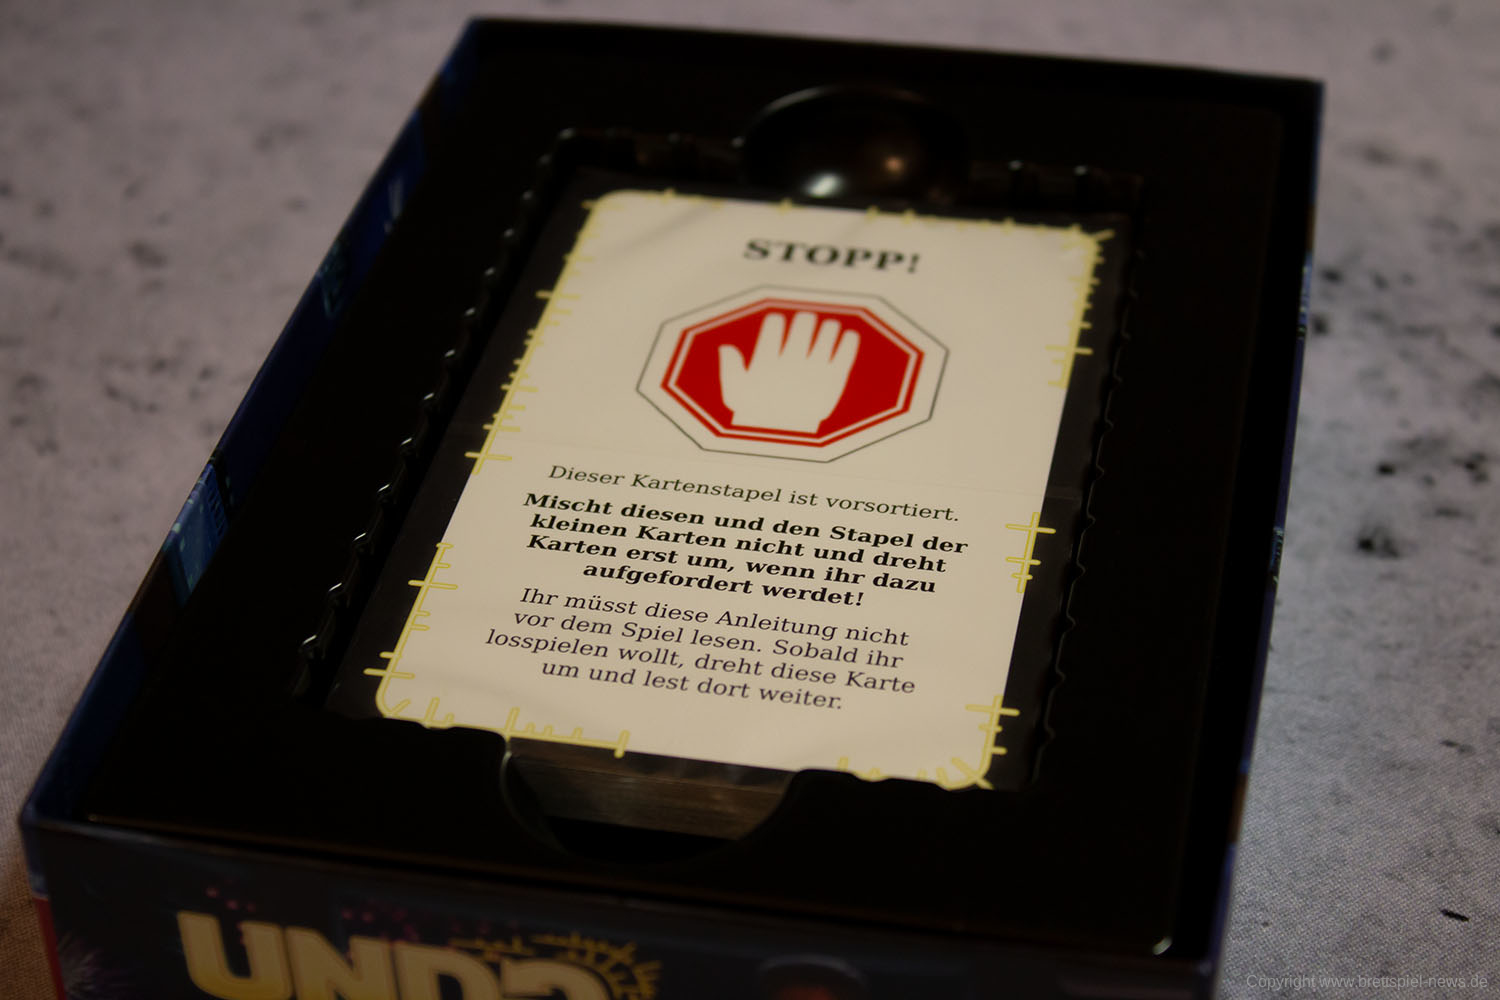 STOPP!
Dieser Kartenstapel ist vorsortiert.
Mischt diesen und den Stapel der
kleinen Karten nicht und dreht
Karten erst um, wenn ihr dazu
aufgefordert werdet!
Ihr müsst diese Anleitung nicht
vor dem Spiel lesen. Sobald ihr
losspielen wollt, dreht diese Karte
um und lest dort weiter.
UND?
Copyright www.brettspiel-news.de